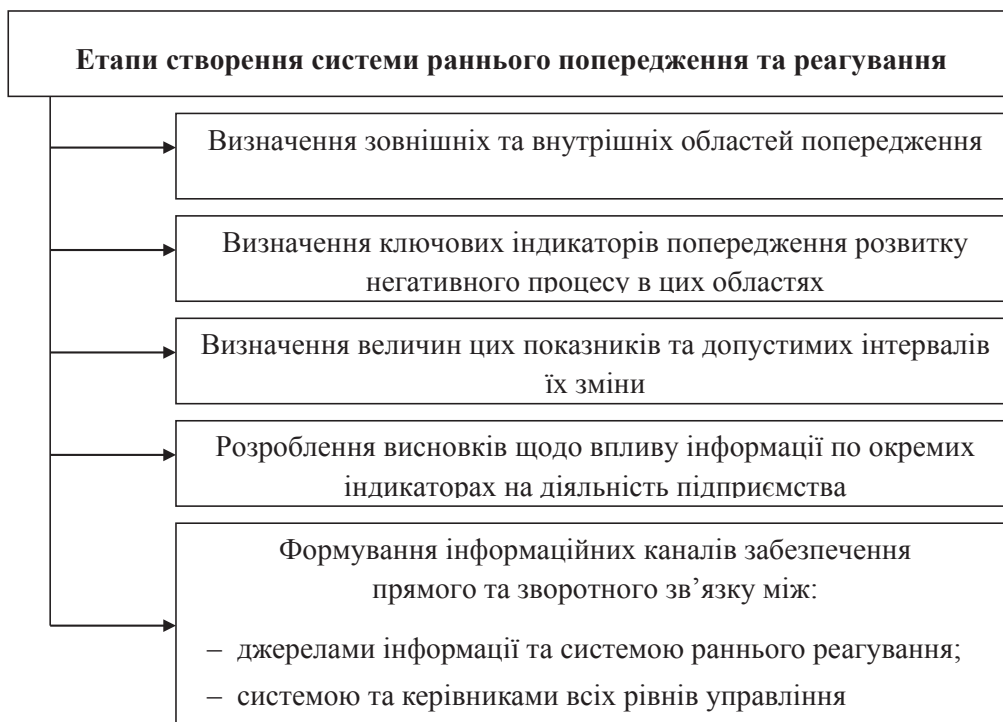 Етапи створення системи раннього попередження та реагування
Визначення зовнішніх та внутрішніх областей попередження
Визначення ключових індикаторів попередження розвитку
негативного процесу в цих областях
Визначення величин цих показників та допустимих інтервалів
їх зміни
Розроблення висновків щодо впливу інформації по окремих
індикаторах на діяльність підприємства
Формування інформаційних каналів забезпечення
прямого та зворотного зв’язку між:
– джерелами інформації та системою раннього реагування;
– системою та керівниками всіх рівнів управління